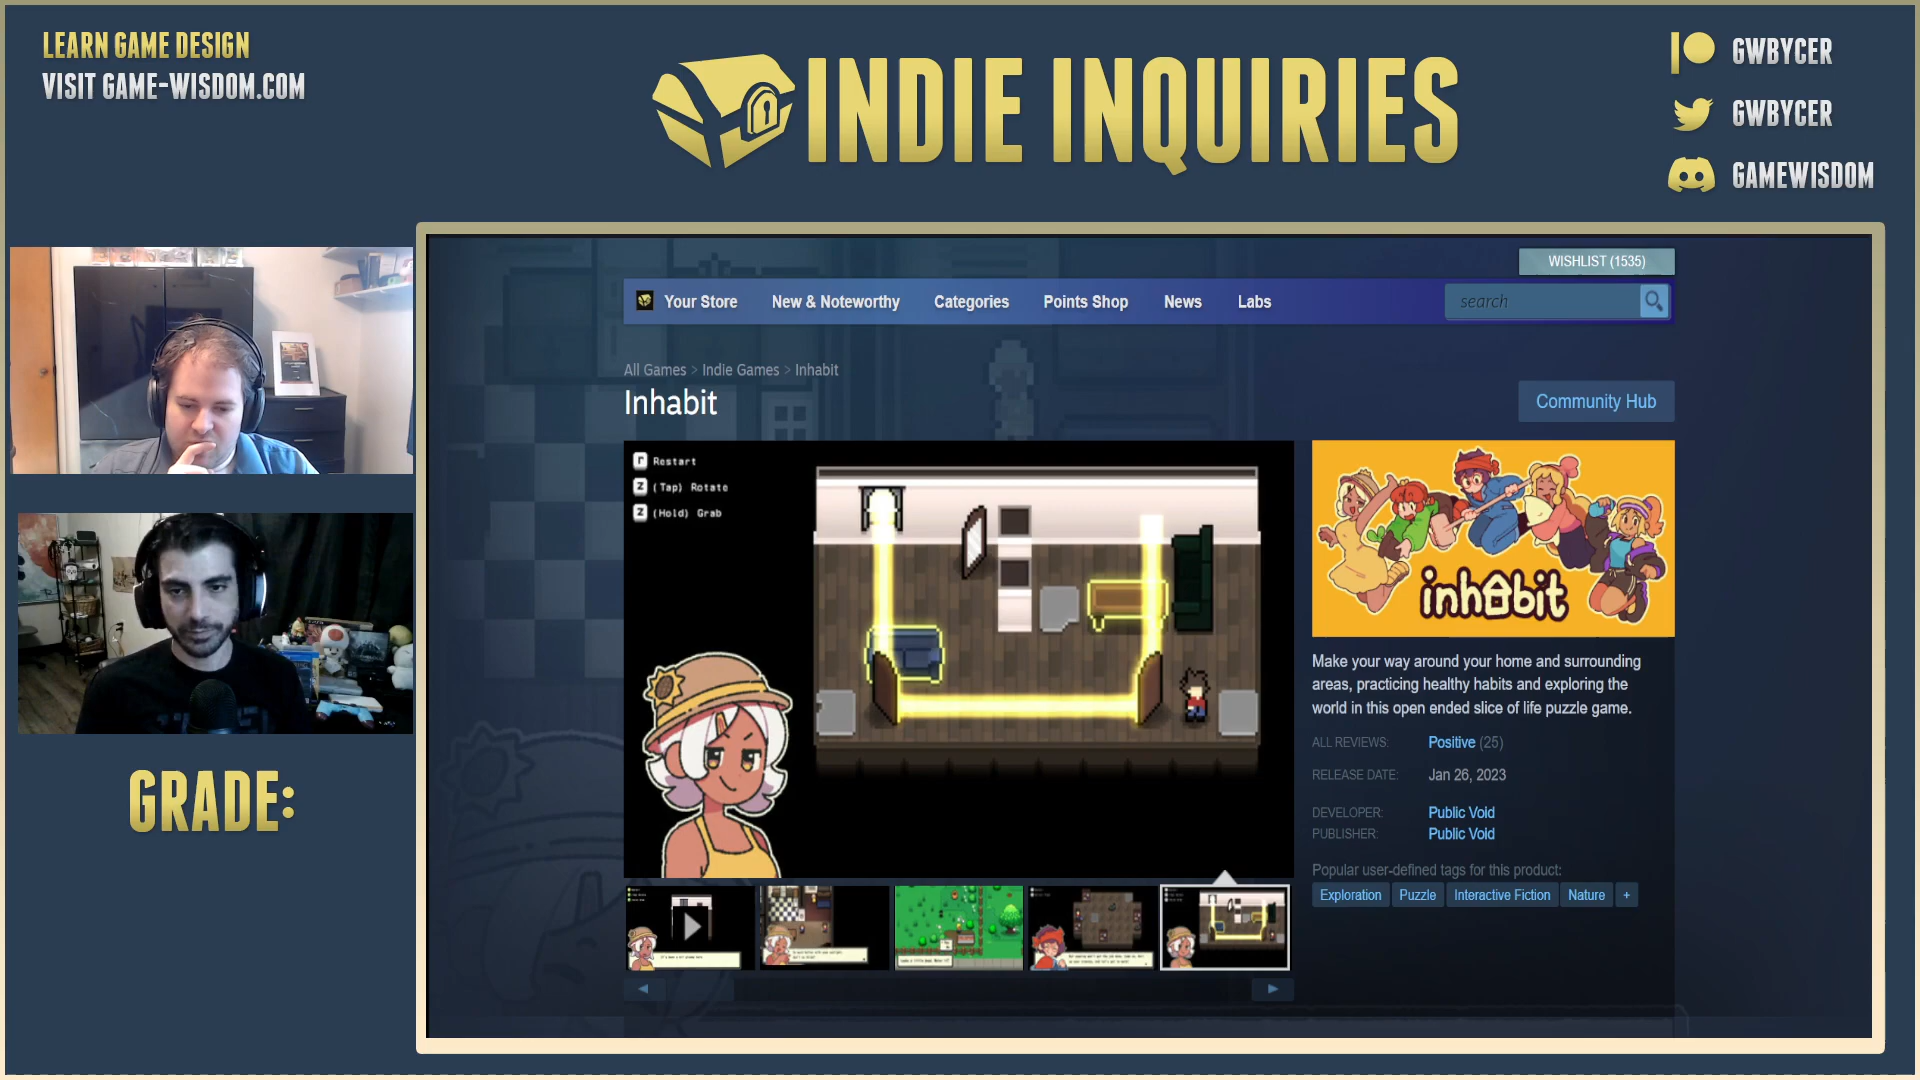 LEARN GAME DESIGN
VISIT GAME-WISDOM.COM
INDIE INQUIRIES
GWBYCER
GWBYCER
GAMEWISDOM
WISHLIST (1535)
Your Store
New & Noteworthy
Categories
Points Shop
News
Labs
search
All Games > Indie Games > Inhabit
Inhabit
Community Hub
r Restart
Z (Tap) Rotate
Z (Hold) Grab
inhabit
Make your way around your home and surrounding
areas, practicing healthy habits and exploring the
world in this open ended slice of life puzzle game.
ALL REVIEWS: Positive (25)
RELEASE DATE: Jan 26, 2023
DEVELOPER: Public Void
PUBLISHER: Public Void
Popular user-defined tags for this product:
Exploration Puzzle Interactive Fiction Nature +
GRADE: